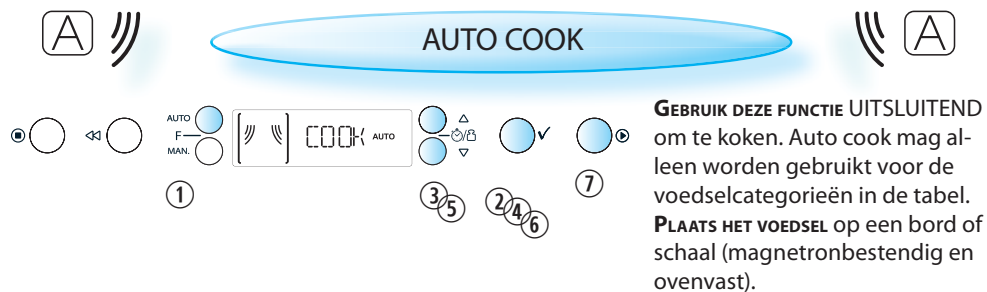 A AUTO COOK A
AUTO
F
MAN.
COOK AUTO
1
3 5
2 4 6
7
GEBRUIK DEZE FUNCTIE UITSLUITEND
om te koken. Auto cook mag al-
leen worden gebruikt voor de
voedselcategorieën in de tabel.
PLAATS HET VOEDSEL op een bord of
schaal (magnetronbestendig en
ovenvast).